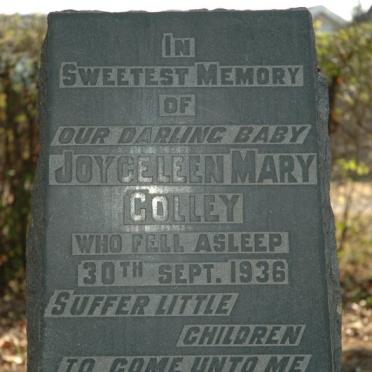 IN
SWEETEST MEMORY
OF
OUR DARLING BABY
JOYCELEEN MARY
COLLEY
WHO FELL ASLEEP
30TH SEPT. 1936
SUFFER LITTLE
CHILDREN
TO COME UNTO ME